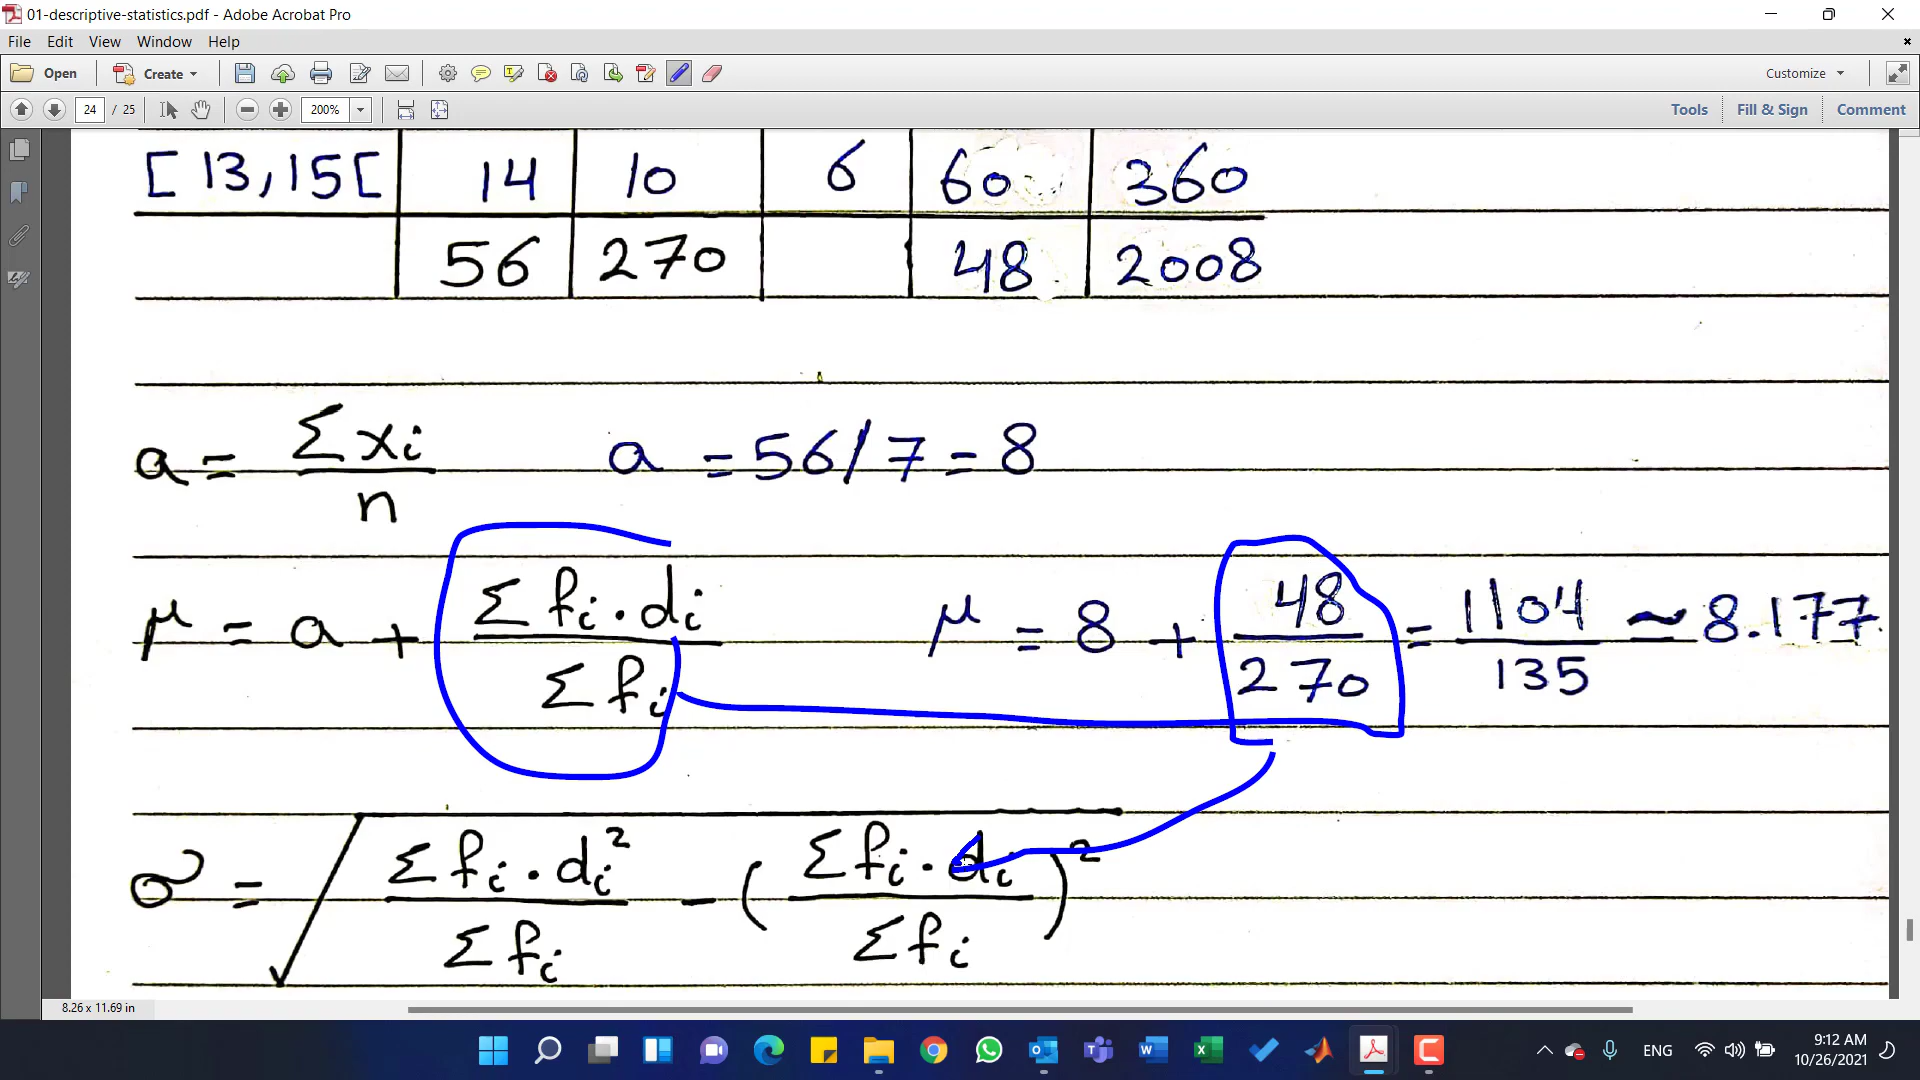 01-descriptive-statistics.pdf - Adobe Acrobat Pro
File Edit View Window Help
Open Create Customize
24 / 25 200% Tools Fill & Sign Comment
[ 13, 15 [ 14 10 6 60 360
56 270 48 2008
a = Σxi / n a = 56/7 = 8
μ = a + Σfi·di / Σfi μ = 8 + 48/270 = 1104/135 ≃ 8.177
σ = √( Σfi·di² / Σfi - ( Σfi·di / Σfi )² )
8.26 x 11.69 in
ENG 9:12 AM
10/26/2021